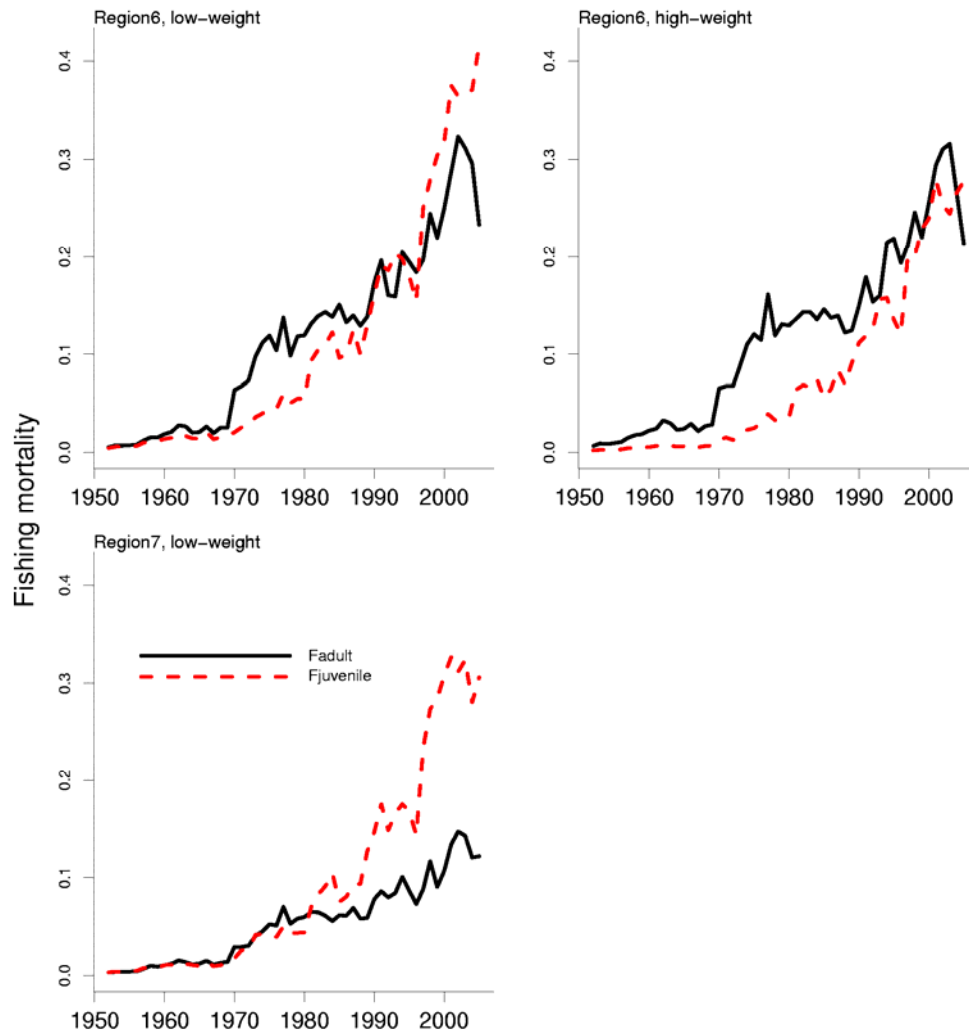 Region6, low-weight
0.4
0.3
0.2
0.1
0.0
1950 1960 1970 1980 1990 2000
Region6, high-weight
0.4
0.3
0.2
0.1
0.0
1950 1960 1970 1980 1990 2000
Fishing mortality
Region7, low-weight
0.4
0.3
0.2
0.1
0.0
Fadult
Fjuvenile
1950 1960 1970 1980 1990 2000